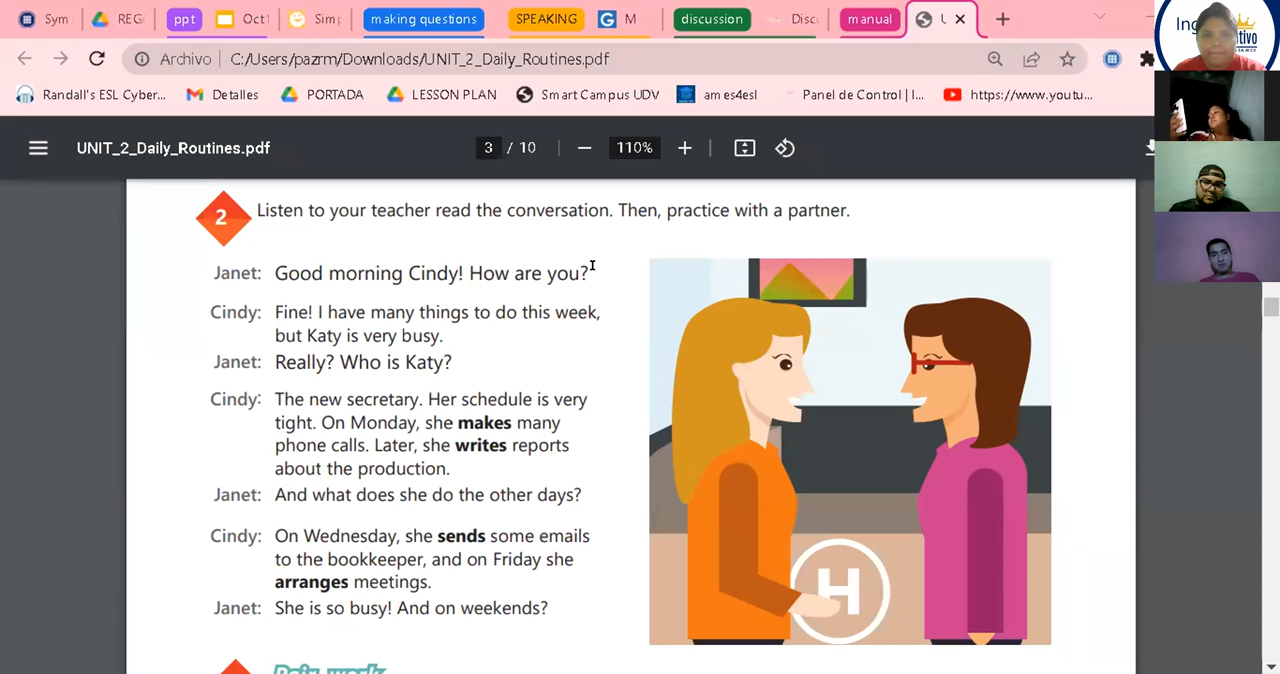 Sym
REG
ppt
Oct1
Simp
making questions
SPEAKING
M
discussion
Disc
manual
Archivo
C:/Users/pazrm/Downloads/UNIT_2_Daily_Routines.pdf
Randall's ESL Cyber...
Detalles
PORTADA
LESSON PLAN
Smart Campus UDV
ames4esl
Panel de Control | I...
https://www.youtu...
UNIT_2_Daily_Routines.pdf
3 / 10
110%
2
Listen to your teacher read the conversation. Then, practice with a partner.
Janet: Good morning Cindy! How are you?
Cindy: Fine! I have many things to do this week,
but Katy is very busy.
Janet: Really? Who is Katy?
Cindy: The new secretary. Her schedule is very
tight. On Monday, she makes many
phone calls. Later, she writes reports
about the production.
Janet: And what does she do the other days?
Cindy: On Wednesday, she sends some emails
to the bookkeeper, and on Friday she
arranges meetings.
Janet: She is so busy! And on weekends?
H